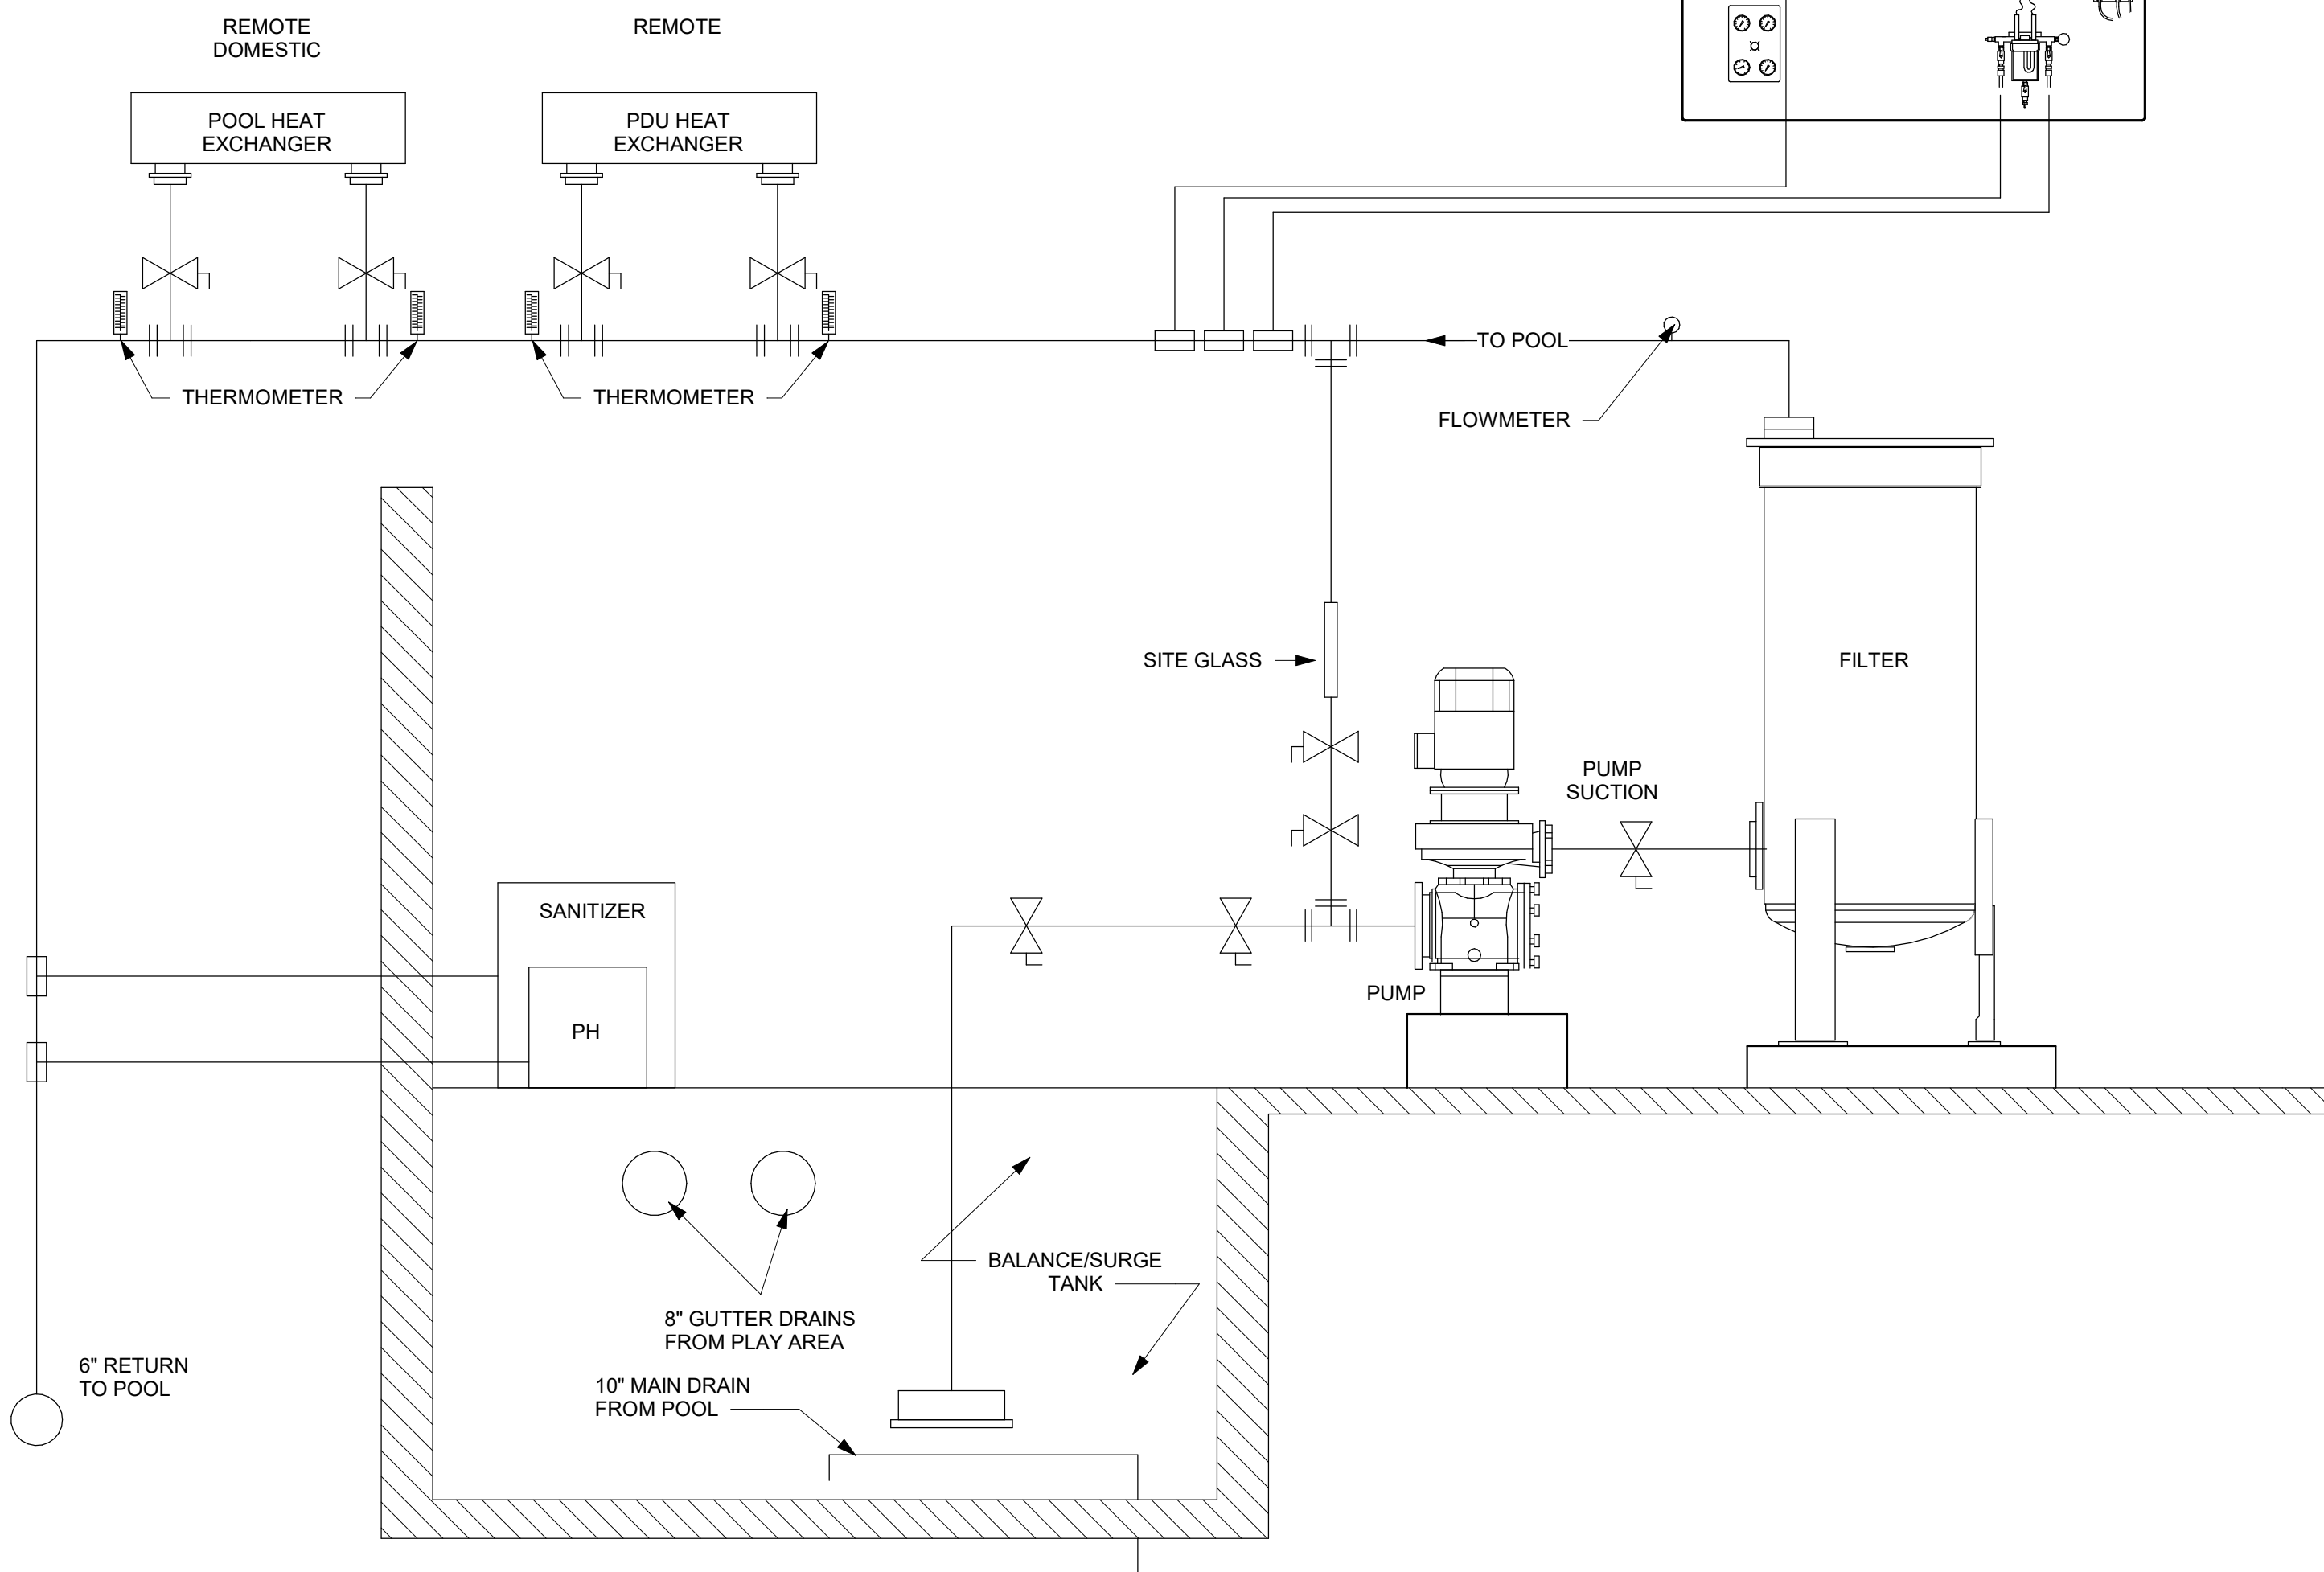 REMOTE
DOMESTIC
REMOTE
POOL HEAT
EXCHANGER
PDU HEAT
EXCHANGER
THERMOMETER
THERMOMETER
TO POOL
FLOWMETER
SITE GLASS
FILTER
PUMP
SUCTION
SANITIZER
PH
PUMP
BALANCE/SURGE
TANK
8" GUTTER DRAINS
FROM PLAY AREA
6" RETURN
TO POOL
10" MAIN DRAIN
FROM POOL